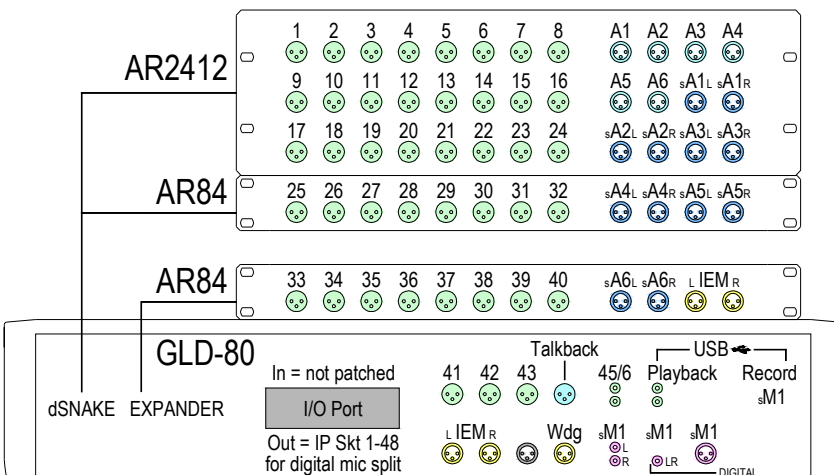 1 2 3 4 5 6 7 8 A1 A2 A3 A4
AR2412
9 10 11 12 13 14 15 16 A5 A6 sA1L sA1R
17 18 19 20 21 22 23 24 sA2L sA2R sA3L sA3R
AR84 25 26 27 28 29 30 31 32 sA4L sA4R sA5L sA5R
AR84 33 34 35 36 37 38 39 40 sA6L sA6R L IEM R
GLD-80
Talkback
USB
In = not patched
41 42 43 45/6 Playback Record
sM1
dSNAKE EXPANDER
I/O Port
Out = IP Skt 1-48
for digital mic split
L IEM R Wdg sM1 sM1 sM1
L
R
LR
DIGITAL